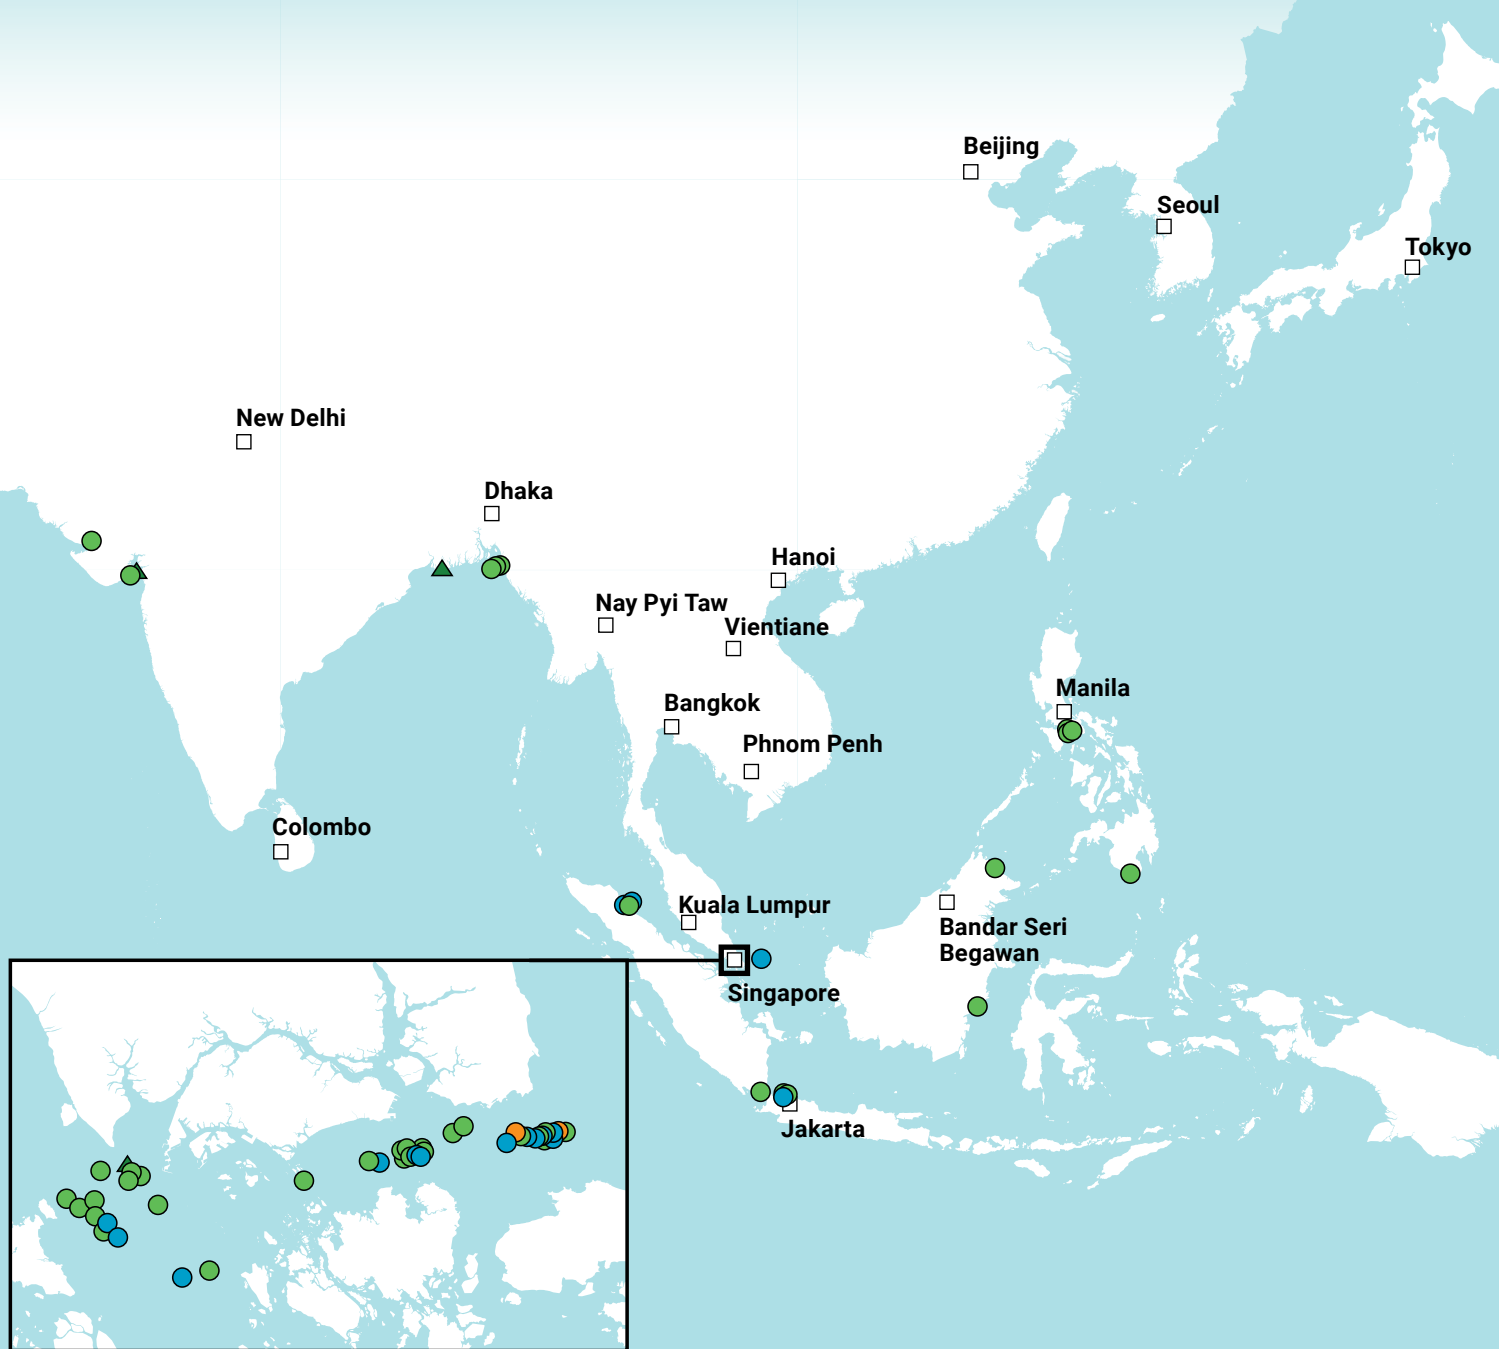 Beijing
Seoul
Tokyo
New Delhi
Dhaka
Hanoi
Nay Pyi Taw
Vientiane
Manila
Bangkok
Phnom Penh
Colombo
Kuala Lumpur
Bandar Seri
Begawan
Singapore
Jakarta